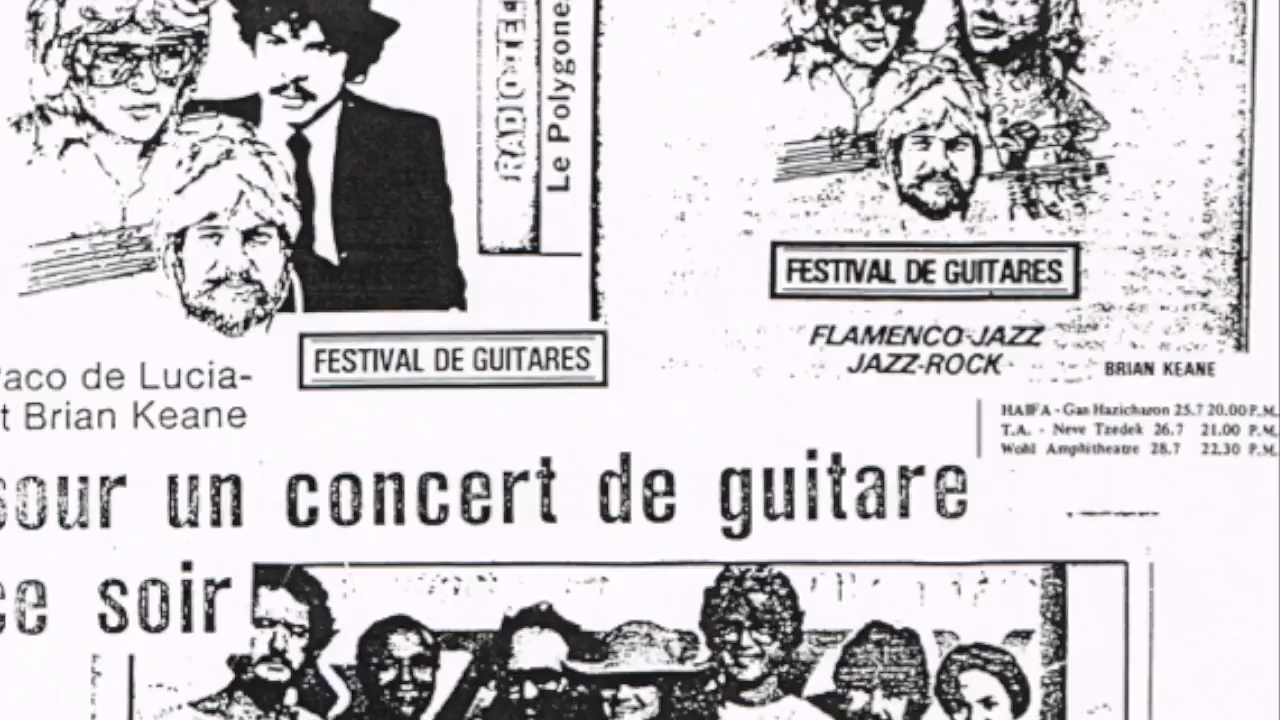 Le Polygone
FESTIVAL DE GUITARES
FLAMENCO-JAZZ
JAZZ-ROCK
BRIAN KEANE
FESTIVAL DE GUITARES
aco de Lucia-
t Brian Keane
HAIFA - Gan Hazicharon 25.7 20.00 P.M.
T.A. - Neve Tzedek 26.7 21.00 P.M.
Wohl Amphitheatre 28.7 22.30 P.M.
our un concert de guitare
ce soir